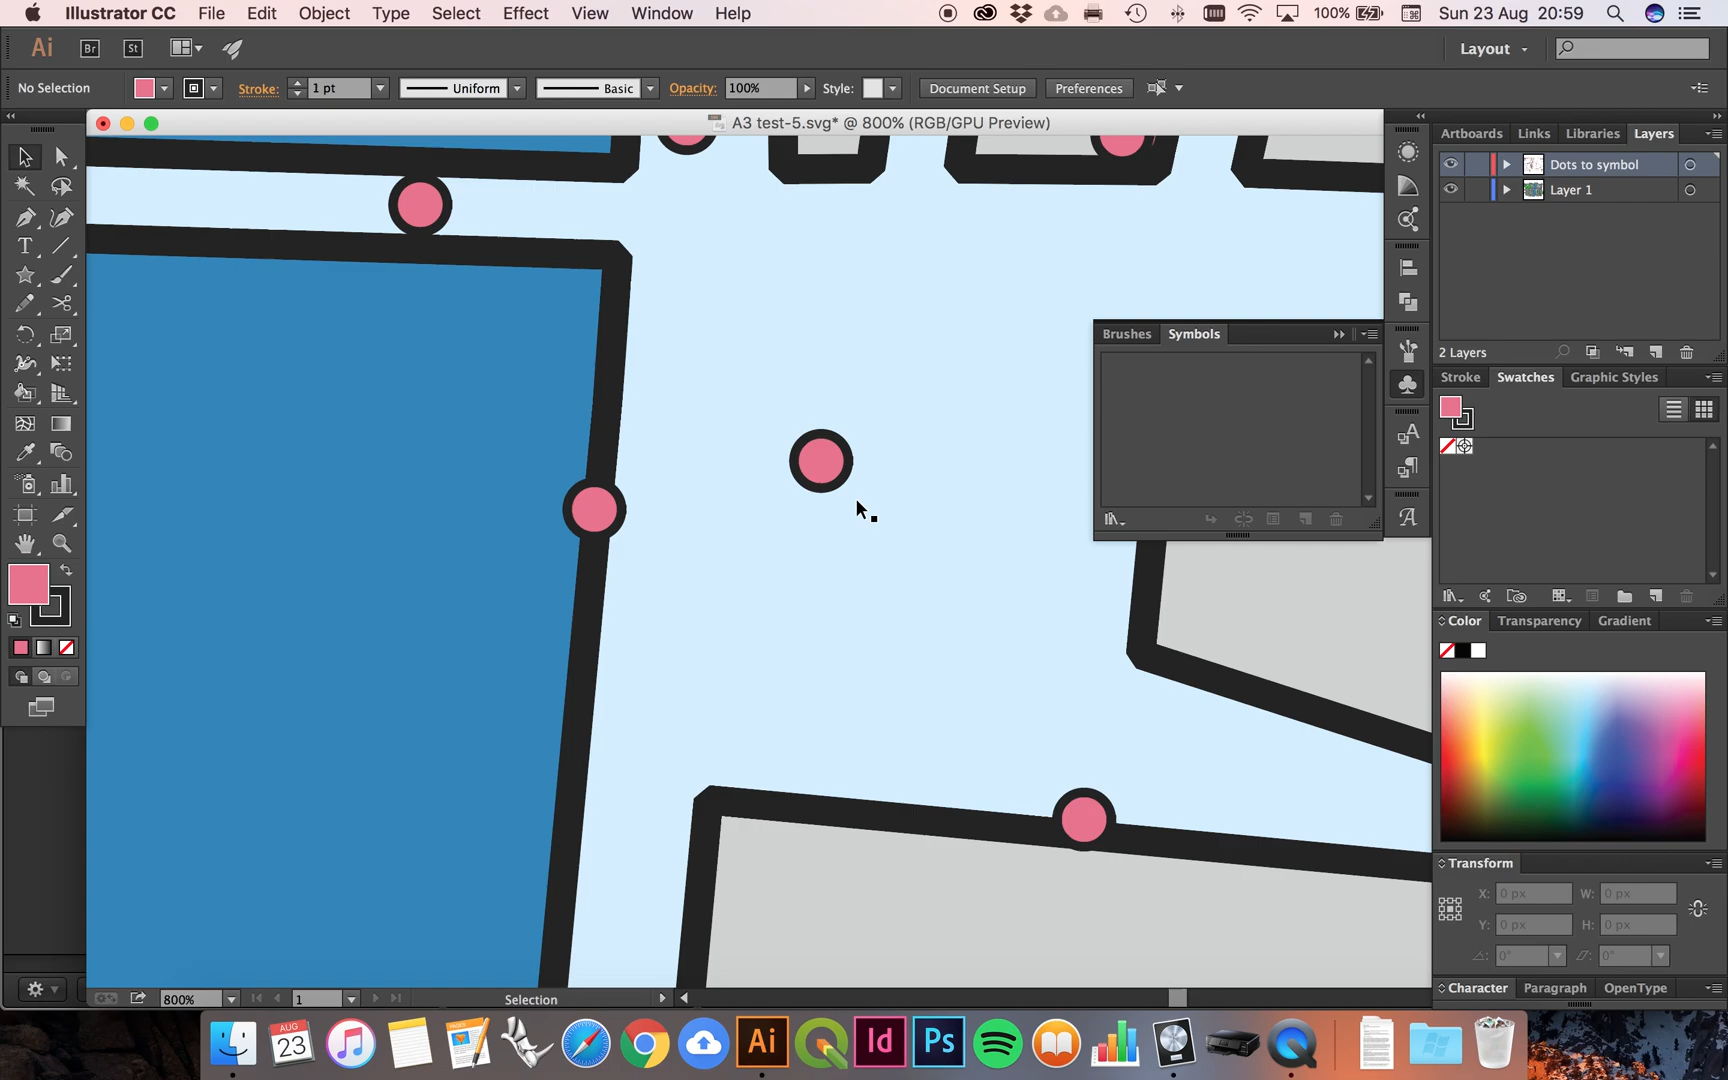 Illustrator CC File Edit Object Type Select Effect View Window Help 100% Sun 23 Aug 20:59
Ai Br St Layout
No Selection Stroke: 1 pt Uniform Basic Opacity: 100% Style: Document Setup Preferences
A3 test-5.svg* @ 800% (RGB/GPU Preview)
Artboards Links Libraries Layers
Dots to symbol
Layer 1
Brushes Symbols
2 Layers
Stroke Swatches Graphic Styles
Color Transparency Gradient
Transform
X: 0 px W: 0 px
Y: 0 px H: 0 px
0° 0°
Character Paragraph OpenType
800% 1 Selection
AUG
23
Ai Id Ps